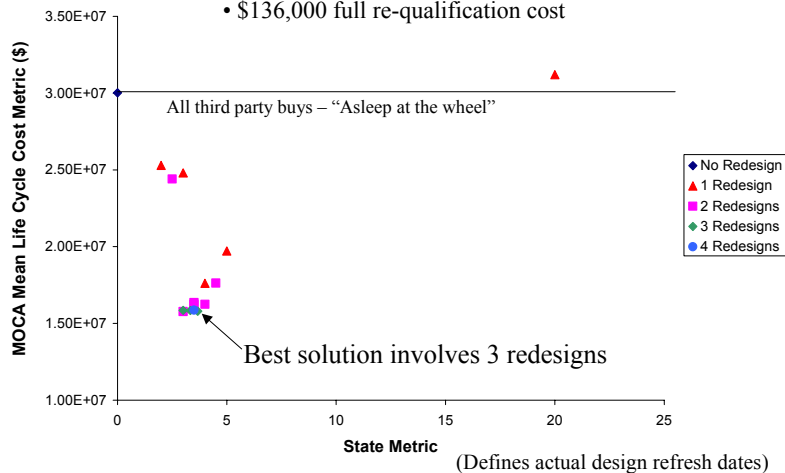 • $136,000 full re-qualification cost
3.50E+07
3.00E+07
2.50E+07
2.00E+07
1.50E+07
1.00E+07
MOCA Mean Life Cycle Cost Metric ($)
All third party buys – “Asleep at the wheel”
No Redesign
1 Redesign
2 Redesigns
3 Redesigns
4 Redesigns
Best solution involves 3 redesigns
0 5 10 15 20 25
State Metric
(Defines actual design refresh dates)